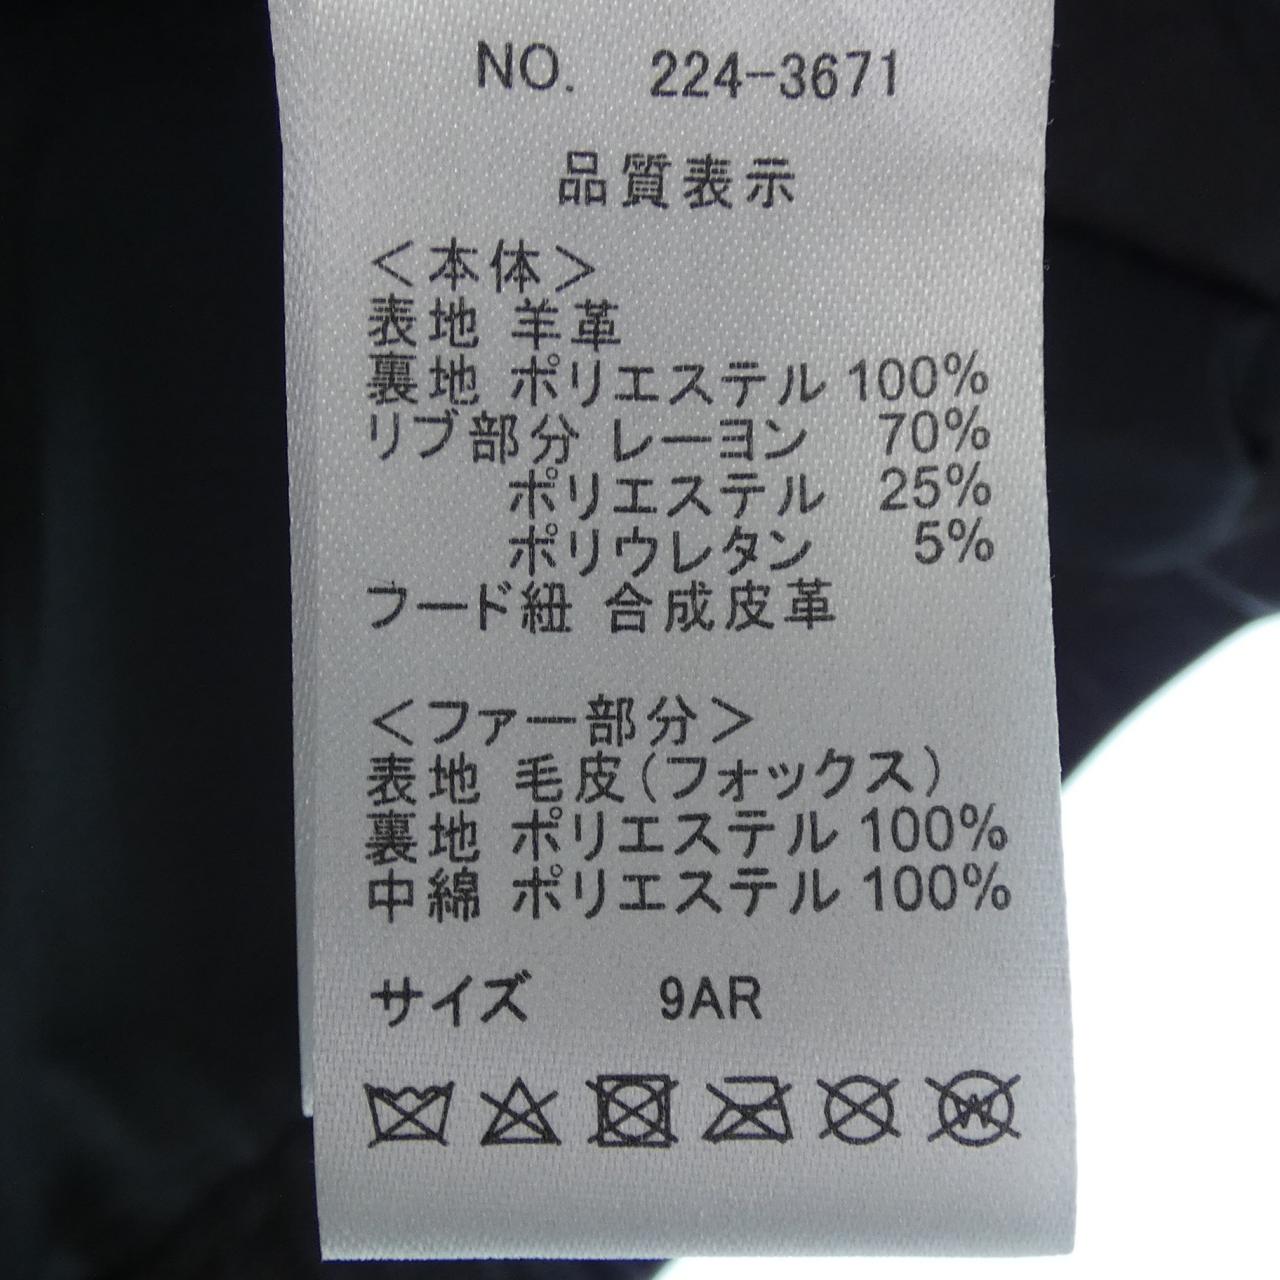 NO. 224-3671
品質表示
＜本体＞
表地 羊革
裏地 ポリエステル 100%
リブ部分 レーヨン 70%
ポリエステル 25%
ポリウレタン 5%
フード紐 合成皮革
＜ファー部分＞
表地 毛皮(フォックス)
裏地 ポリエステル 100%
中綿 ポリエステル 100%
サイズ 9AR
W